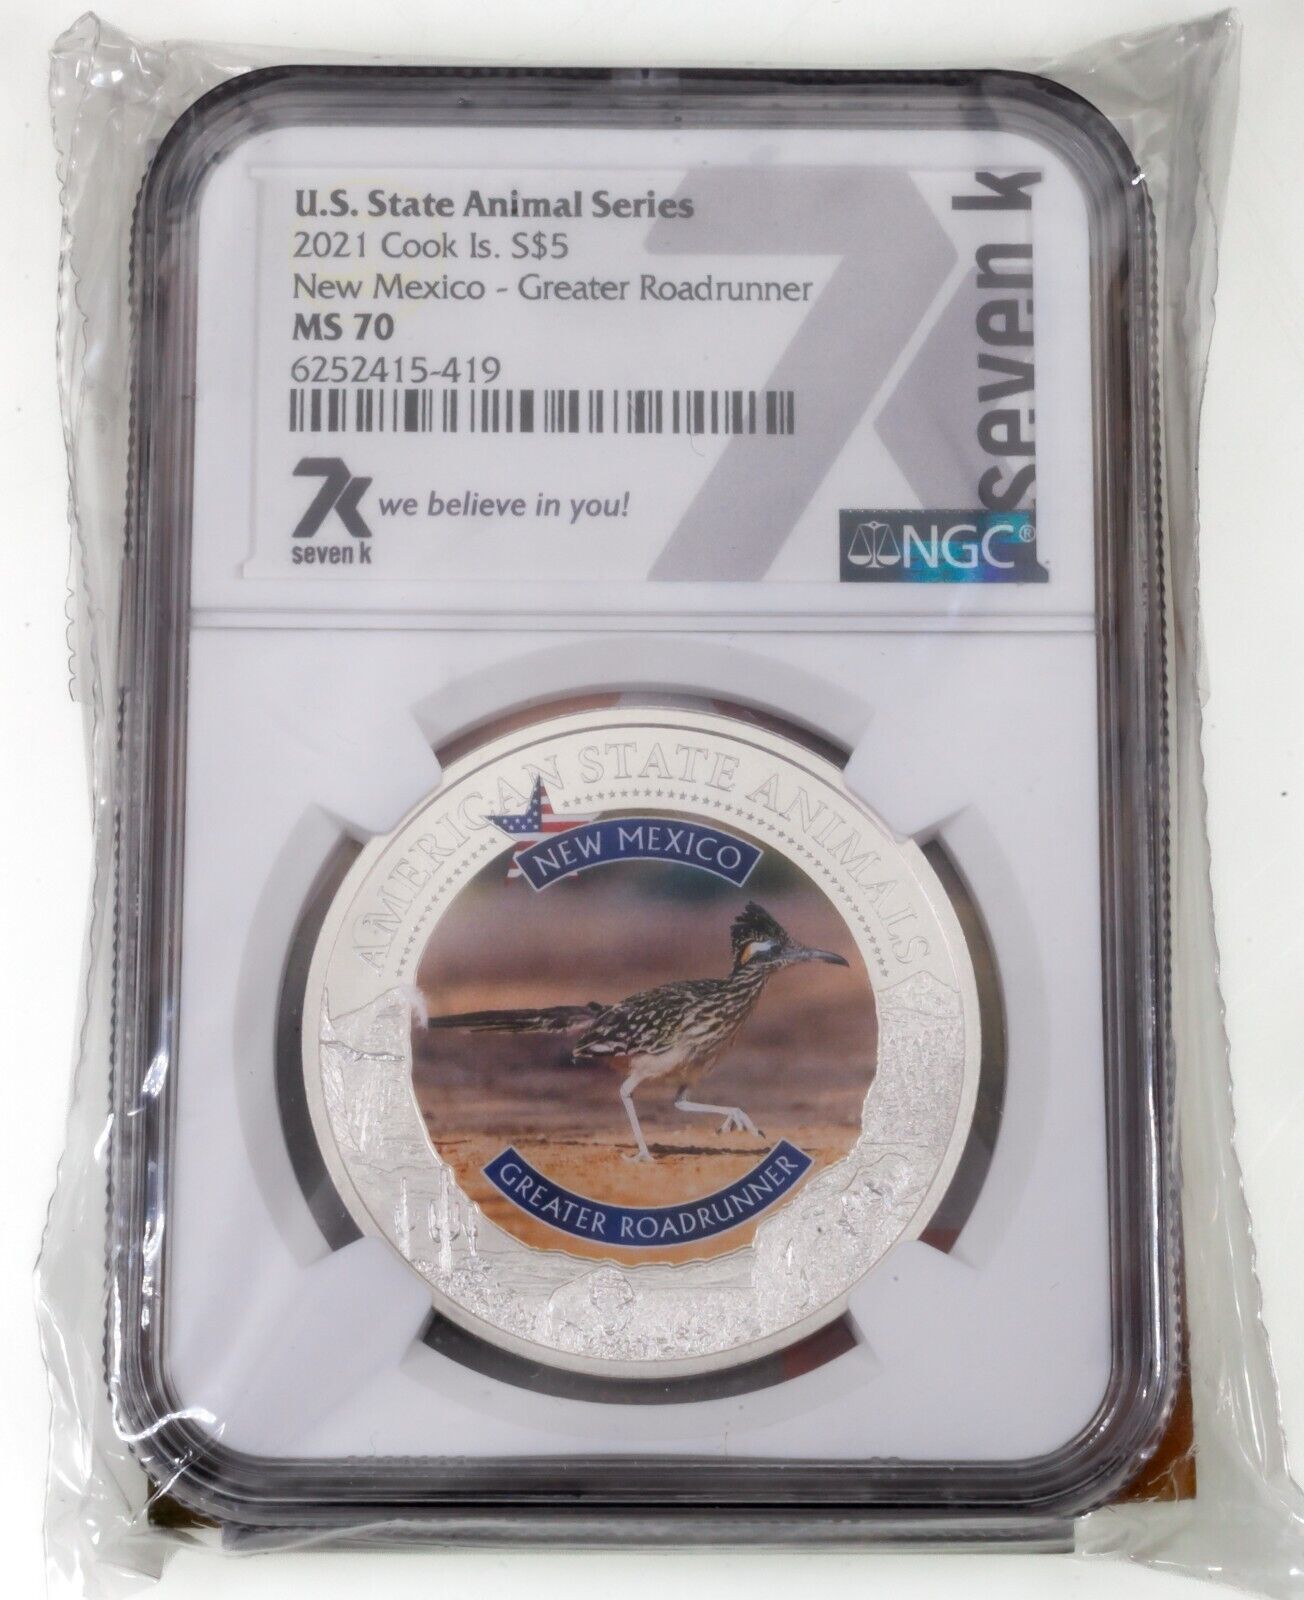 U.S. State Animal Series
2021 Cook Is. S$5
New Mexico - Greater Roadrunner
MS 70
6252415-419
7k we believe in you!
seven k
seven k
NGC®
AMERICAN STATE ANIMALS
NEW MEXICO
GREATER ROADRUNNER